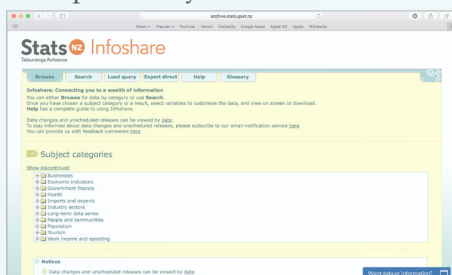 archive.stats.govt.nz
News Popular YouTube Yahoo! GoDaddy Google News Apple NZ Apple Wikipedia
Stats NZ Infoshare
Tatauranga Aotearoa
Browse Search Load query Export direct Help Glossary
Infoshare: Connecting you to a wealth of information
You can either Browse for data by category or use Search.
Once you have chosen a subject category or a result, select variables to customise the data, and view on screen or download.
Help has a complete guide to using Infoshare.
Data changes and unscheduled releases can be viewed by date.
To stay informed about data changes and unscheduled releases, please subscribe to our email notification service here
You can provide us with feedback comments here
Subject categories
Show discontinued
Businesses
Economic indicators
Government finance
Health
Imports and exports
Industry sectors
Long-term data series
People and communities
Population
Tourism
Work income and spending
Notices
Data changes and unscheduled releases can be viewed by date.
Want data or information?